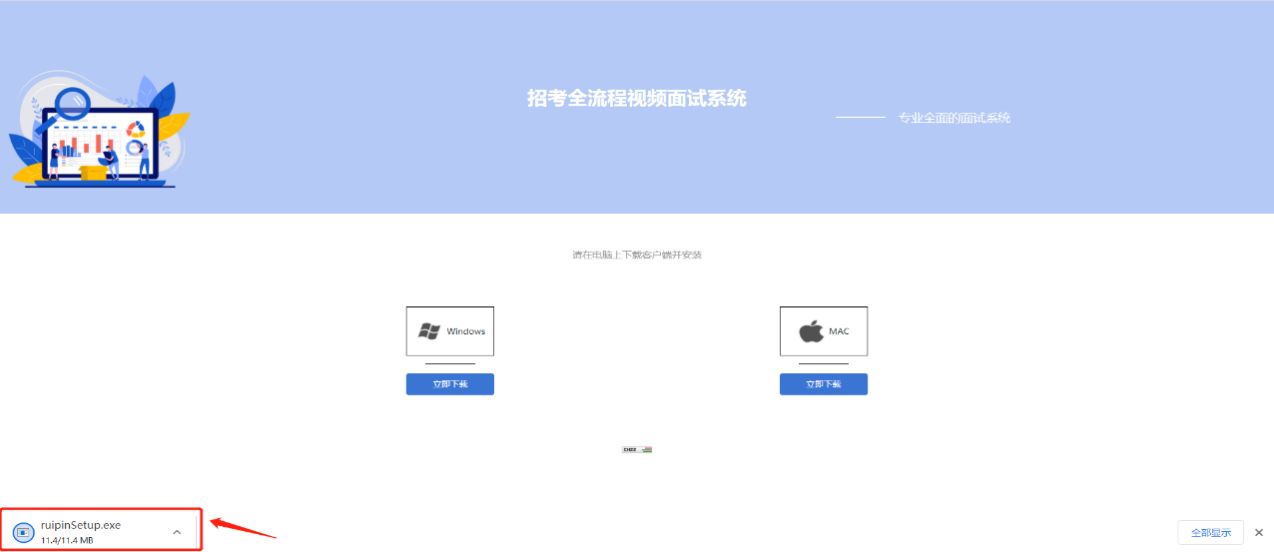 招考全流程视频面试系统
专业全面的面试系统
请在电脑上下载客户端并安装
Windows
MAC
立即下载
立即下载
CNZZ
ruipinSetup.exe
11.4/11.4 MB
全部显示